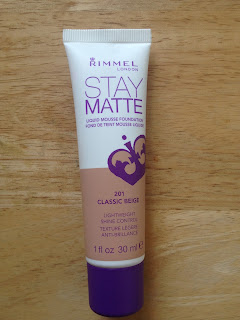 RIMMEL
LONDON
STAY
MATTE
LIQUID MOUSSE FOUNDATION
FOND DE TEINT MOUSSE LIQUIDE
201
CLASSIC BEIGE
LIGHTWEIGHT
SHINE CONTROL
TEXTURE LÉGÈRE
ANTI-BRILLANCE
1 fl oz 30 ml e